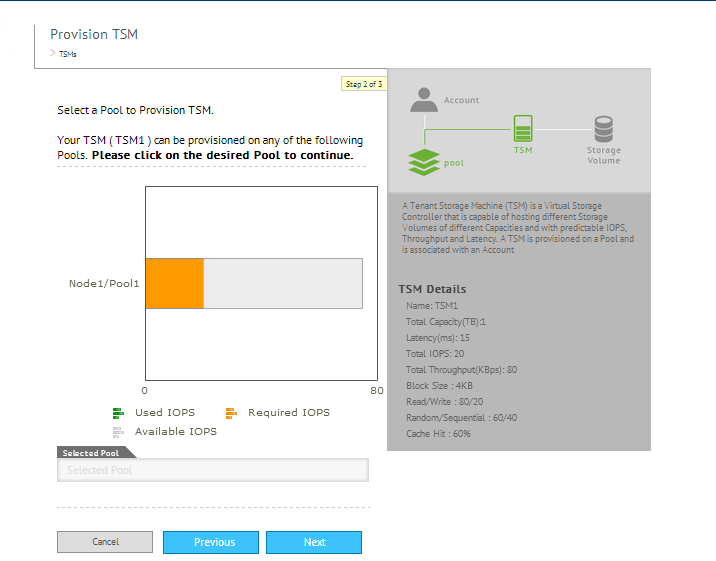 Provision TSM
> TSMs
Step 2 of 3
Select a Pool to Provision TSM.
Your TSM ( TSM1 ) can be provisioned on any of the following
Pools. Please click on the desired Pool to continue.
Node1/Pool1
0 80
Used IOPS Required IOPS
Available IOPS
Selected Pool
Selected Pool
Cancel Previous Next
Account
pool
TSM
Storage
Volume
A Tenant Storage Machine (TSM) is a Virtual Storage
Controller that is capable of hosting different Storage
Volumes of different Capacities and with predictable IOPS,
Throughput and Latency. A TSM is provisioned on a Pool and
is associated with an Account
TSM Details
Name: TSM1
Total Capacity(TB):1
Latency(ms): 15
Total IOPS: 20
Total Throughput(KBps): 80
Block Size : 4KB
Read/Write : 80/20
Random/Sequential : 60/40
Cache Hit : 60%